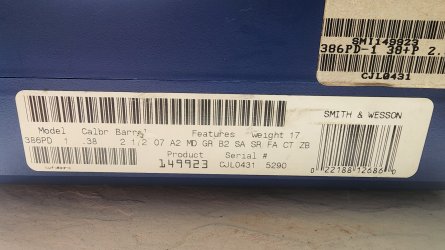 SMI149923
386PD-1 38+P 2.
CJL0431
SMITH & WESSON
Model Calbr Barrel Features weight 17
386PD 1 .38 2 1/2 07 A2 MD GR B2 SA SR FA CT ZB
Product Serial #
149923 CJL0431 5290
0 22188 12686 0